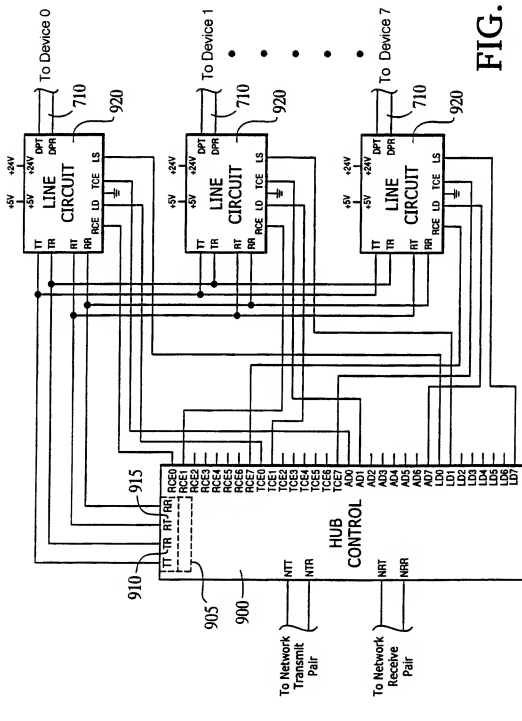 FIG.
+5V +24V +24V
TT
TR
RT
RR
LINE
CIRCUIT
DPT
DPR
RCE LD TCE LS
To Device 0
710
920
+5V +24V +24V
TT
TR
RT
RR
LINE
CIRCUIT
DPT
DPR
RCE LD TCE LS
To Device 1
710
920
+5V +24V +24V
TT
TR
RT
RR
LINE
CIRCUIT
DPT
DPR
RCE LD TCE LS
To Device 7
710
920
910
915
905
900
TT TR RT RR
HUB
CONTROL
RCE0
RCE1
RCE2
RCE3
RCE4
RCE5
RCE6
RCE7
TCE0
TCE1
TCE2
TCE3
TCE4
TCE5
TCE6
TCE7
AD0
AD1
AD2
AD3
AD4
AD5
AD6
AD7
LD0
LD1
LD2
LD3
LD4
LD5
LD6
LD7
NTT
NTR
NRT
NRR
To Network
Transmit
Pair
To Network
Receive
Pair